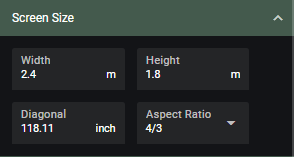 Screen Size
Width Height
2.4 m 1.8 m
Diagonal Aspect Ratio
118.11 inch 4/3